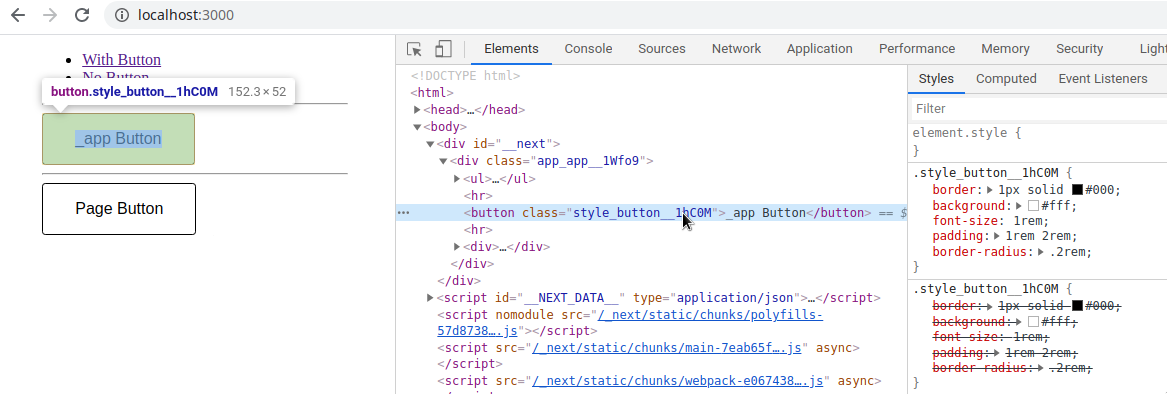 localhost:3000
With Button
No Button
button.style_button__1hC0M 152.3 × 52
_app Button
Page Button
Elements Console Sources Network Application Performance Memory Security Light
<!DOCTYPE html>
<html>
<head>…</head>
<body>
<div id="__next">
<div class="app_app__1Wfo9">
<ul>…</ul>
<hr>
<button class="style_button__1hC0M">_app Button</button> == $
<hr>
<div>…</div>
</div>
</div>
<script id="__NEXT_DATA__" type="application/json">…</script>
<script nomodule src="/_next/static/chunks/polyfills-
57d8738….js"></script>
<script src="/_next/static/chunks/main-7eab65f….js" async>
</script>
<script src="/_next/static/chunks/webpack-e067438….js" async>
Styles Computed Event Listeners
Filter
element.style {
}
.style_button__1hC0M {
border: 1px solid #000;
background: #fff;
font-size: 1rem;
padding: 1rem 2rem;
border-radius: .2rem;
}
.style_button__1hC0M {
border: 1px solid #000;
background: #fff;
font-size: 1rem;
padding: 1rem 2rem;
border-radius: .2rem;
}